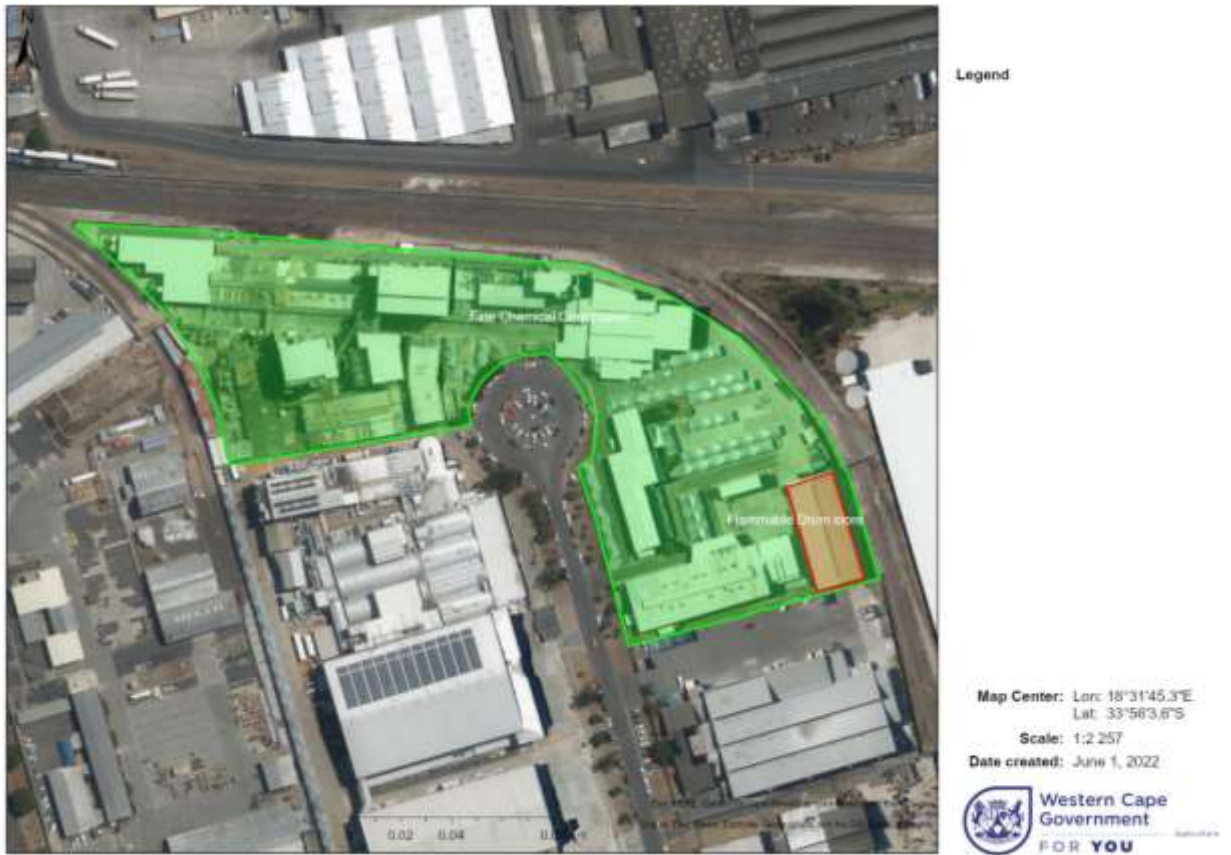 Legend
Flammable Drum store
Map Center: Lon: 18°31'45.3"E
Lat: 33°56'3.6"S
Scale: 1:2 257
Date created: June 1, 2022
0.02
0.04
Western Cape
Government
FOR YOU